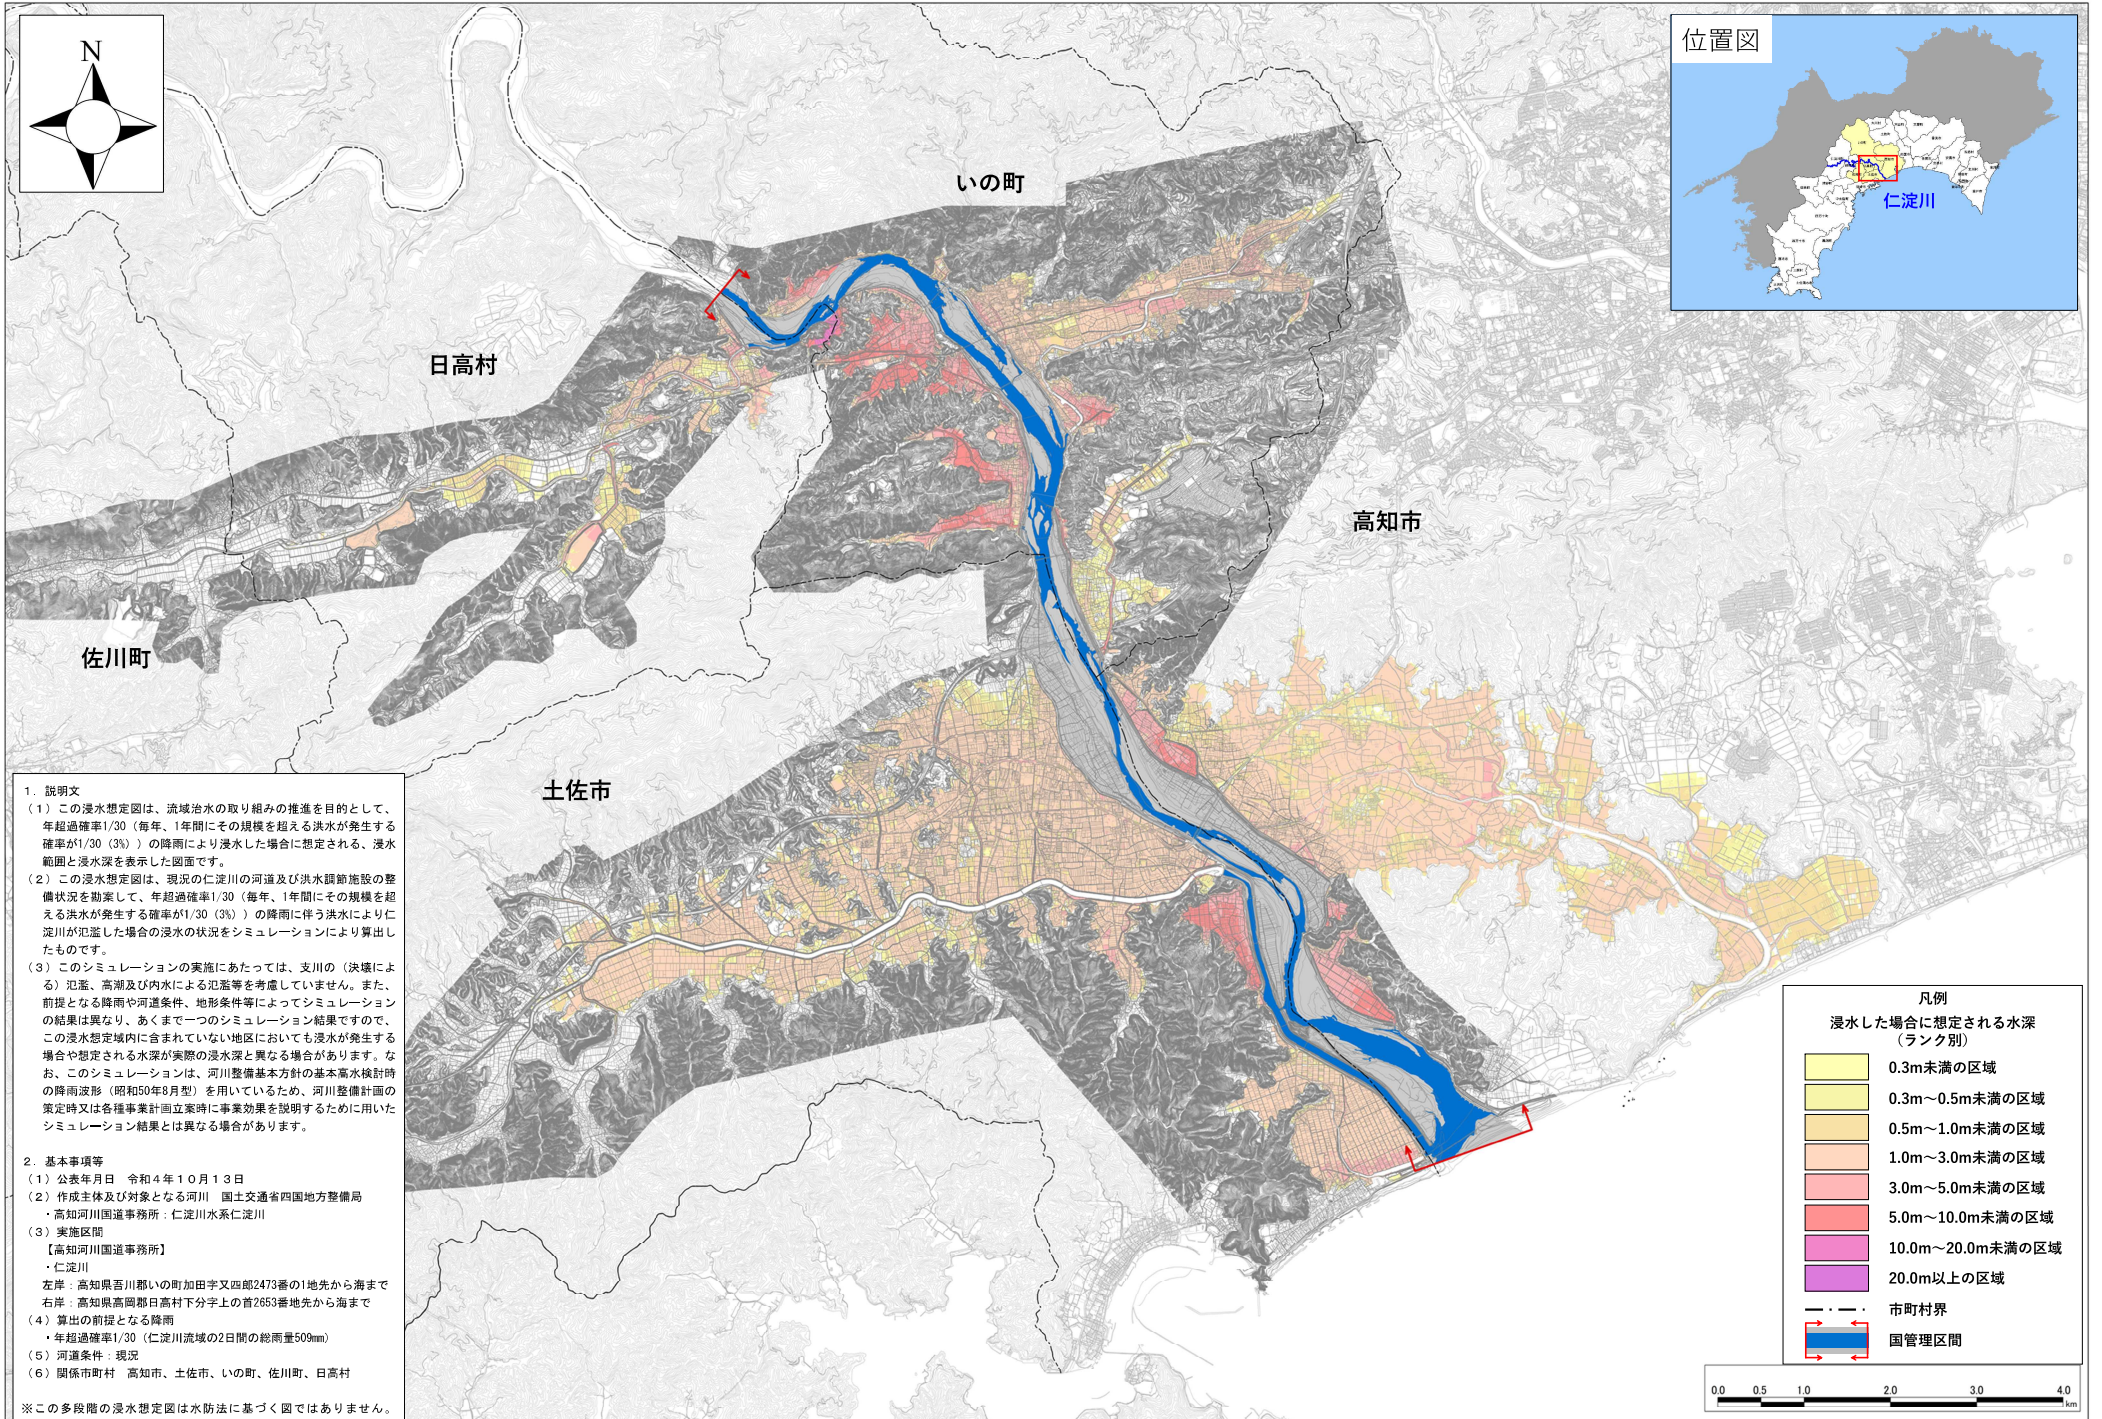 N
位置図
仁淀川
いの町
日高村
高知市
佐川町
土佐市
1．説明文
（1）この浸水想定図は、流域治水の取り組みの推進を目的として、
年超過確率1/30（毎年、1年間にその規模を超える洪水が発生する
確率が1/30（3%））の降雨により浸水した場合に想定される、浸水
範囲と浸水深を表示した図面です。
（2）この浸水想定図は、現況の仁淀川の河道及び洪水調節施設の整
備状況を勘案して、年超過確率1/30（毎年、1年間にその規模を超
える洪水が発生する確率が1/30（3%））の降雨に伴う洪水により仁
淀川が氾濫した場合の浸水の状況をシミュレーションにより算出し
たものです。
（3）このシミュレーションの実施にあたっては、支川の（決壊によ
る）氾濫、高潮及び内水による氾濫等を考慮していません。また、
前提となる降雨や河道条件、地形条件等によってシミュレーション
の結果は異なり、あくまで一つのシミュレーション結果ですので、
この浸水想定域内に含まれていない地区においても浸水が発生する
場合や想定される水深が実際の浸水深と異なる場合があります。な
お、このシミュレーションは、河川整備基本方針の基本高水検討時
の降雨波形（昭和50年8月型）を用いているため、河川整備計画の
策定時又は各種事業計画立案時に事業効果を説明するために用いた
シミュレーション結果とは異なる場合があります。
2．基本事項等
（1）公表年月日　令和４年１０月１３日
（2）作成主体及び対象となる河川　国土交通省四国地方整備局
・高知河川国道事務所：仁淀川水系仁淀川
（3）実施区間
【高知河川国道事務所】
・仁淀川
左岸：高知県吾川郡いの町加田字又四郎2473番の1地先から海まで
右岸：高知県高岡郡日高村下分字上の首2653番地先から海まで
（4）算出の前提となる降雨
・年超過確率1/30（仁淀川流域の2日間の総雨量509mm）
（5）河道条件：現況
（6）関係市町村　高知市、土佐市、いの町、佐川町、日高村
※この多段階の浸水想定図は水防法に基づく図ではありません。
凡例
浸水した場合に想定される水深
（ランク別）
0.3m未満の区域
0.3m～0.5m未満の区域
0.5m～1.0m未満の区域
1.0m～3.0m未満の区域
3.0m～5.0m未満の区域
5.0m～10.0m未満の区域
10.0m～20.0m未満の区域
20.0m以上の区域
市町村界
国管理区間
0.0 0.5 1.0 2.0 3.0 4.0
km